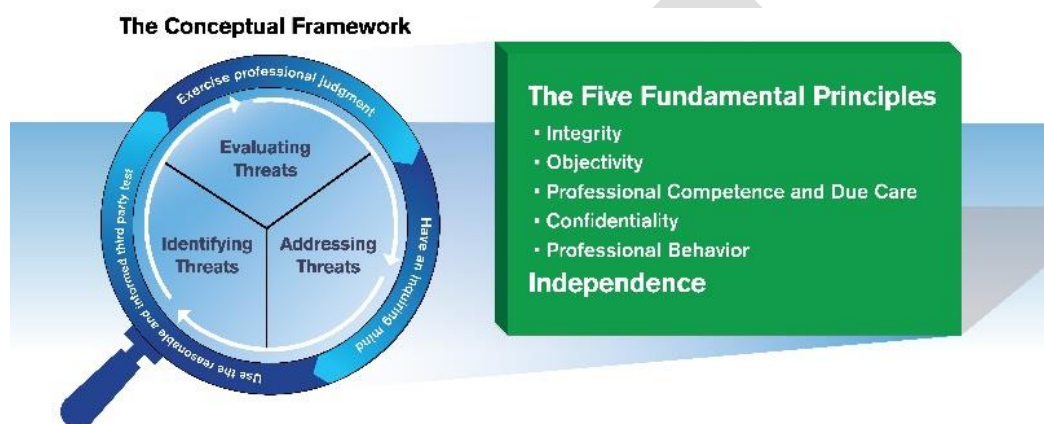 The Conceptual Framework
Exercise professional judgment
Have an inquiring mind
Use the reasonable and informed third party test
Evaluating
Threats
Identifying
Threats
Addressing
Threats
The Five Fundamental Principles
▪ Integrity
▪ Objectivity
▪ Professional Competence and Due Care
▪ Confidentiality
▪ Professional Behavior
Independence